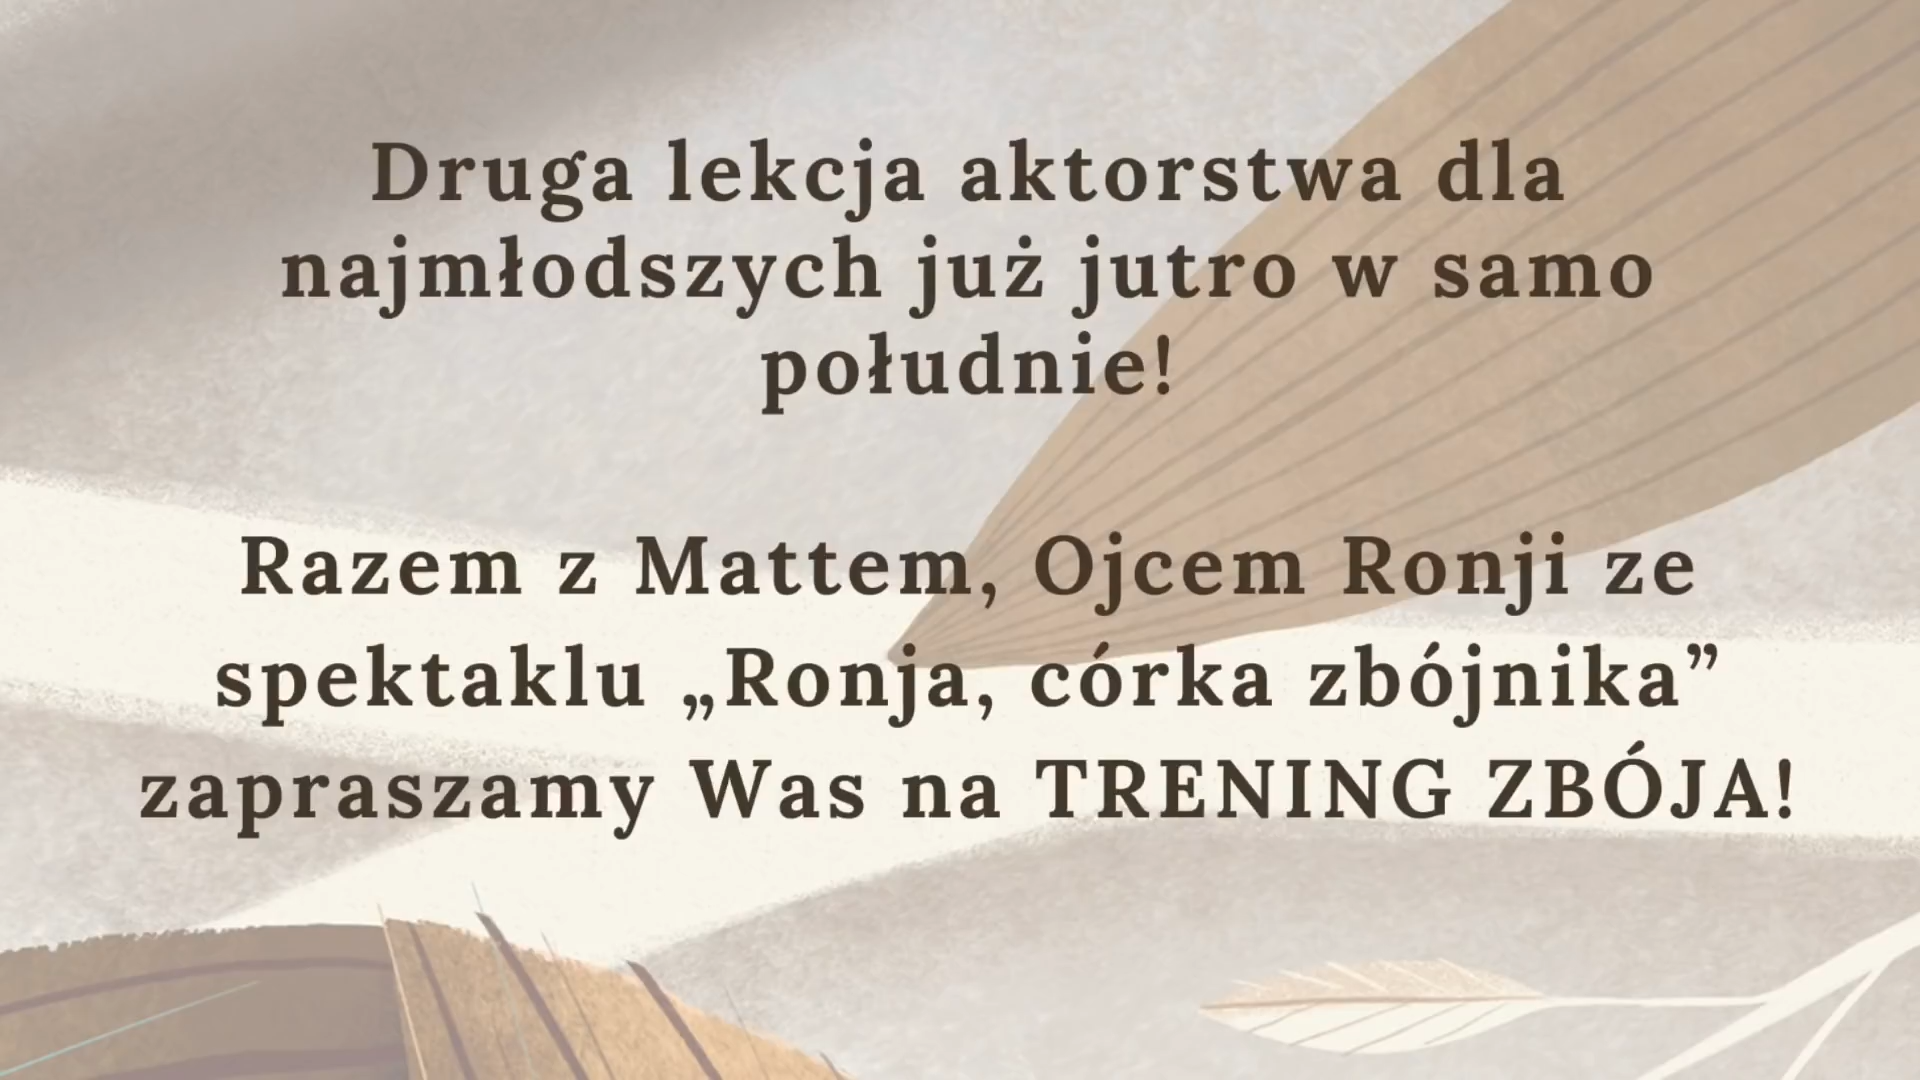 Druga lekcja aktorstwa dla
najmłodszych już jutro w samo
południe!
Razem z Mattem, Ojcem Ronji ze
spektaklu „Ronja, córka zbójnika”
zapraszamy Was na TRENING ZBÓJA!